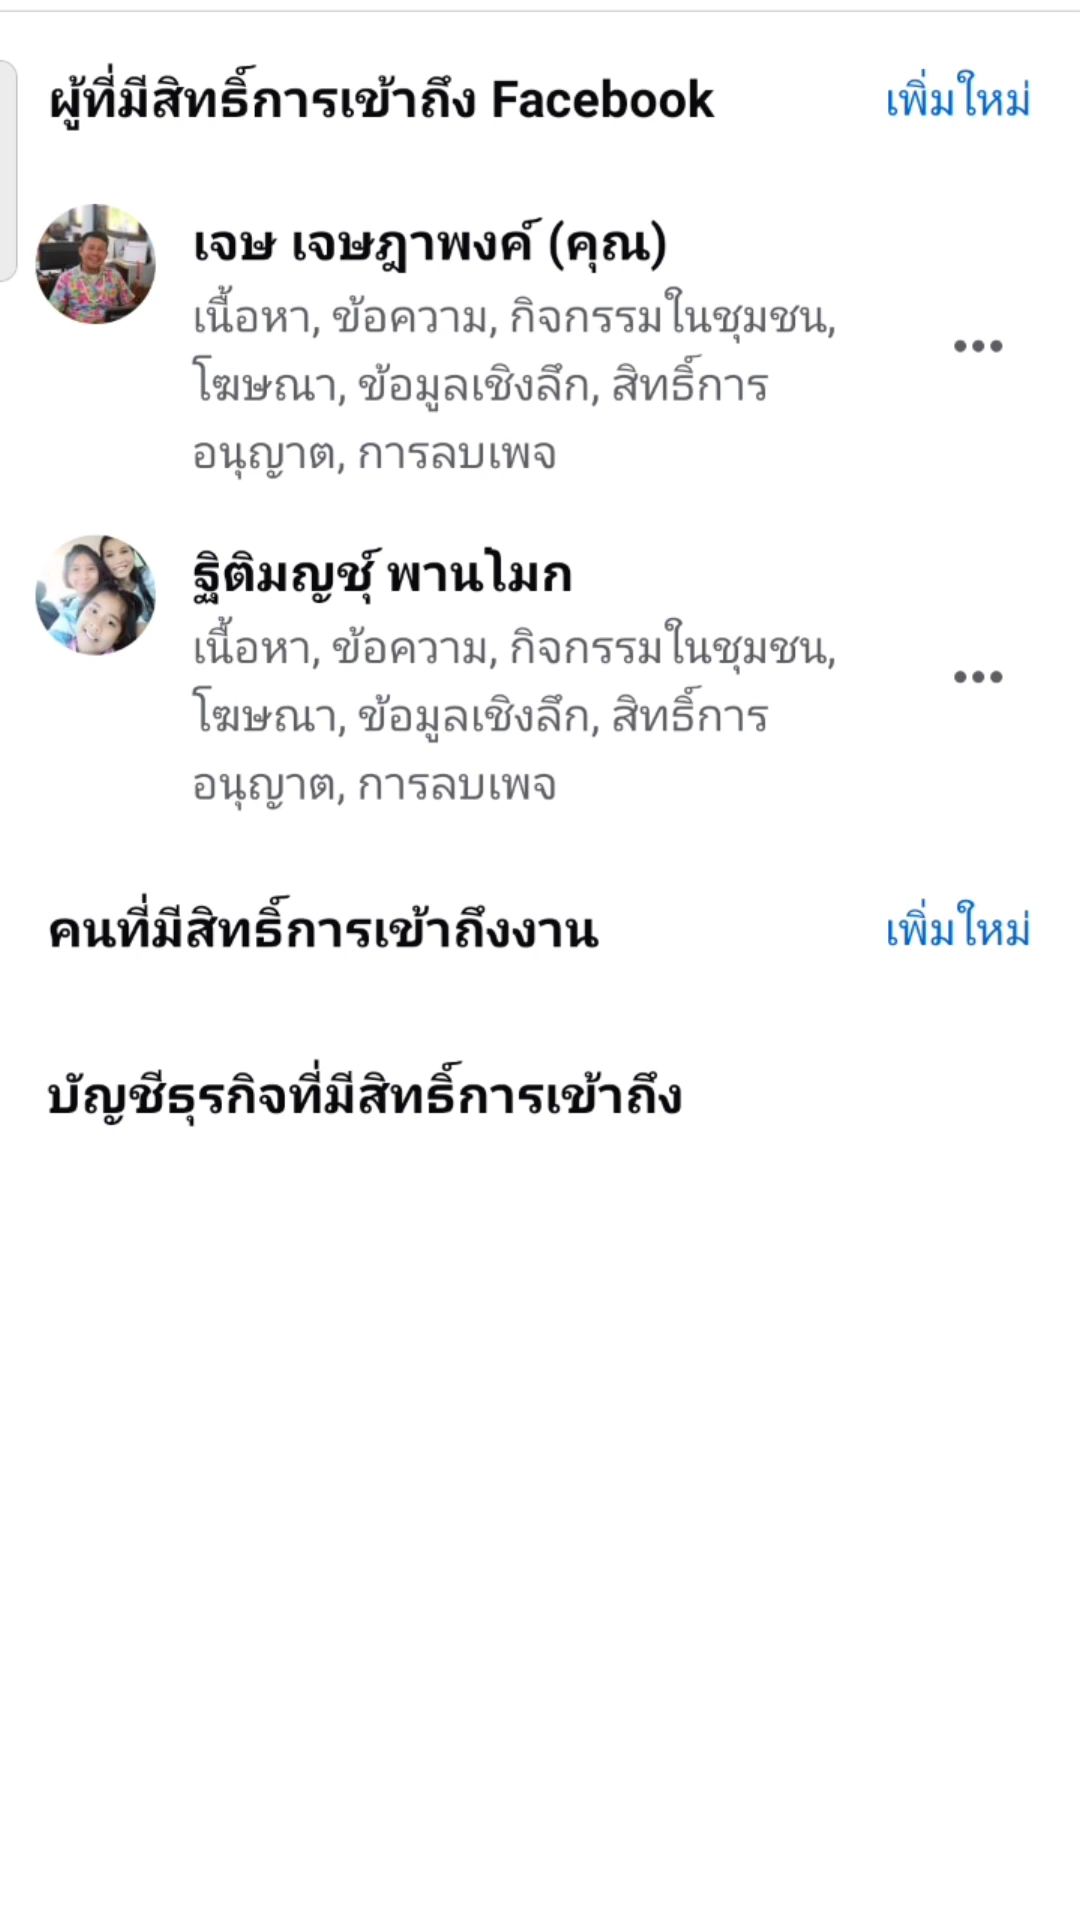 ผู้ที่มีสิทธิ์การเข้าถึง Facebook
เพิ่มใหม่
เจษ เจษฎาพงค์ (คุณ)
เนื้อหา, ข้อความ, กิจกรรมในชุมชน,
โฆษณา, ข้อมูลเชิงลึก, สิทธิ์การ
อนุญาต, การลบเพจ
ฐิติมญชุ์ พานโมก
เนื้อหา, ข้อความ, กิจกรรมในชุมชน,
โฆษณา, ข้อมูลเชิงลึก, สิทธิ์การ
อนุญาต, การลบเพจ
คนที่มีสิทธิ์การเข้าถึงงาน
เพิ่มใหม่
บัญชีธุรกิจที่มีสิทธิ์การเข้าถึง